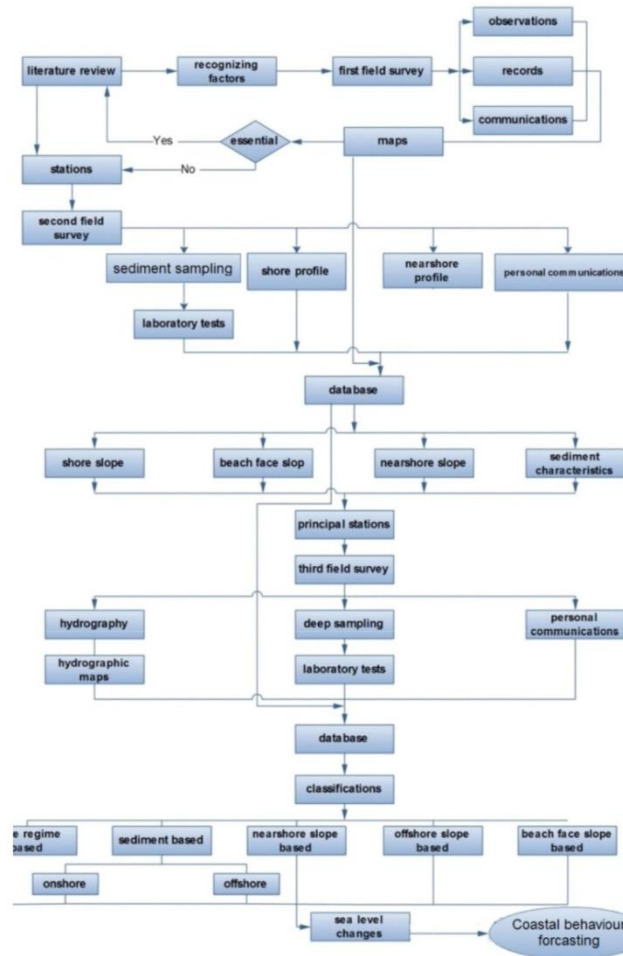 observations
literature review
recognizing
factors
first field survey
records
communications
Yes
essential
maps
No
stations
second field
survey
sediment sampling
shore profile
nearshore
profile
personal communications
laboratory tests
database
shore slope
beach face slop
nearshore slope
sediment
characteristics
principal stations
third field survey
hydrography
deep sampling
personal
communications
hydrographic
maps
laboratory tests
database
classifications
e regime
based
sediment based
nearshore slope
based
offshore slope
based
beach face slope
based
onshore
offshore
sea level
changes
Coastal behaviour
forcasting